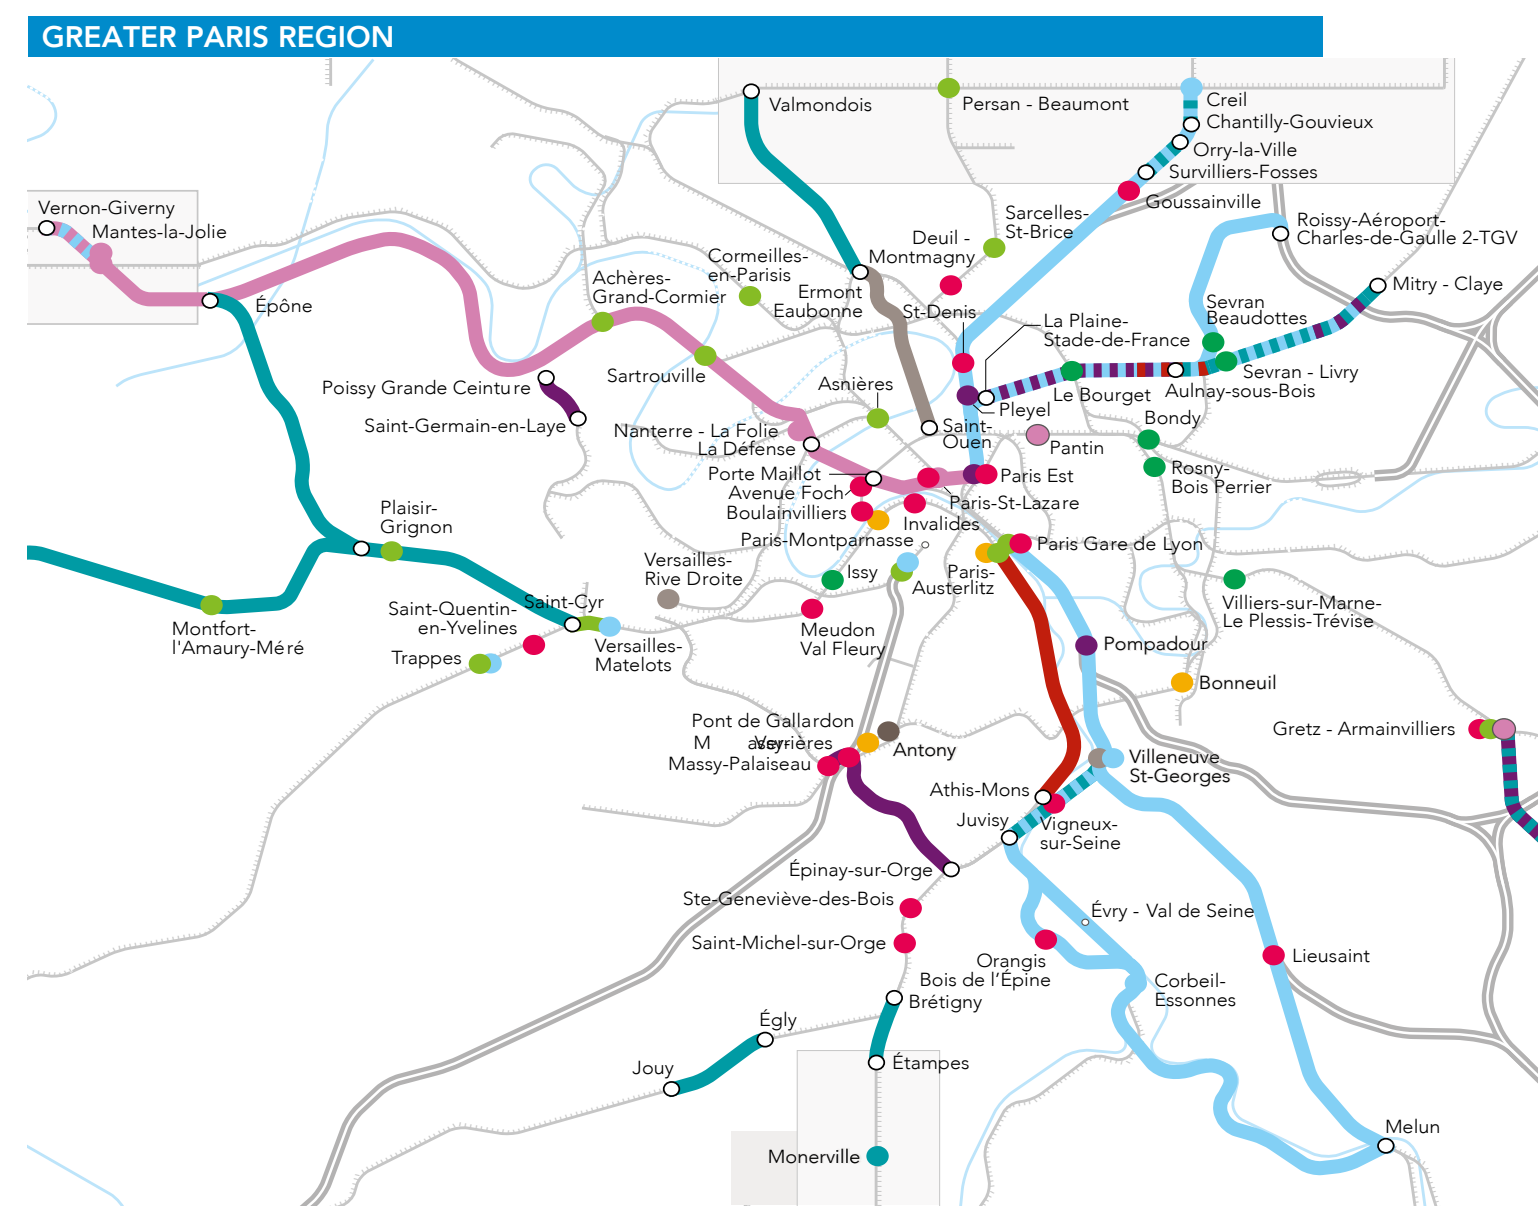 GREATER PARIS REGION
Valmondois
Persan - Beaumont
Creil
Chantilly-Gouvieux
Orry-la-Ville
Survilliers-Fosses
Goussainville
Vernon-Giverny
Mantes-la-Jolie
Sarcelles-
St-Brice
Roissy-Aéroport-
Charles-de-Gaulle 2-TGV
Deuil -
Montmagny
Cormeilles-
en-Parisis
Achères-
Grand-Cormier
Ermont
Eaubonne
Mitry - Claye
Épône
St-Denis
La Plaine-
Stade-de-France
Sevran
Beaudottes
Sartrouville
Asnières
Poissy Grande Ceinture
Sevran - Livry
Le Bourget
Aulnay-sous-Bois
Pleyel
Saint-Germain-en-Laye
Nanterre - La Folie
La Défense
Saint-
Ouen
Bondy
Pantin
Porte Maillot
Paris Est
Rosny-
Bois Perrier
Avenue Foch
Boulainvilliers
Paris-St-Lazare
Invalides
Plaisir-
Grignon
Paris-Montparnasse
Paris Gare de Lyon
Versailles-
Rive Droite
Issy
Paris-
Austerlitz
Saint-Quentin-
en-Yvelines
Saint-Cyr
Villiers-sur-Marne-
Le Plessis-Trévise
Montfort-
l'Amaury-Méré
Meudon
Val Fleury
Versailles-
Matelots
Trappes
Pompadour
Bonneuil
Pont de Gallardon
Massy-Verrières
Massy-Palaiseau
Antony
Gretz - Armainvilliers
Villeneuve
St-Georges
Athis-Mons
Juvisy
Vigneux-
sur-Seine
Épinay-sur-Orge
Ste-Geneviève-des-Bois
Évry - Val de Seine
Saint-Michel-sur-Orge
Orangis
Bois de l'Épine
Lieusaint
Corbeil-
Essonnes
Brétigny
Égly
Étampes
Jouy
Melun
Monerville